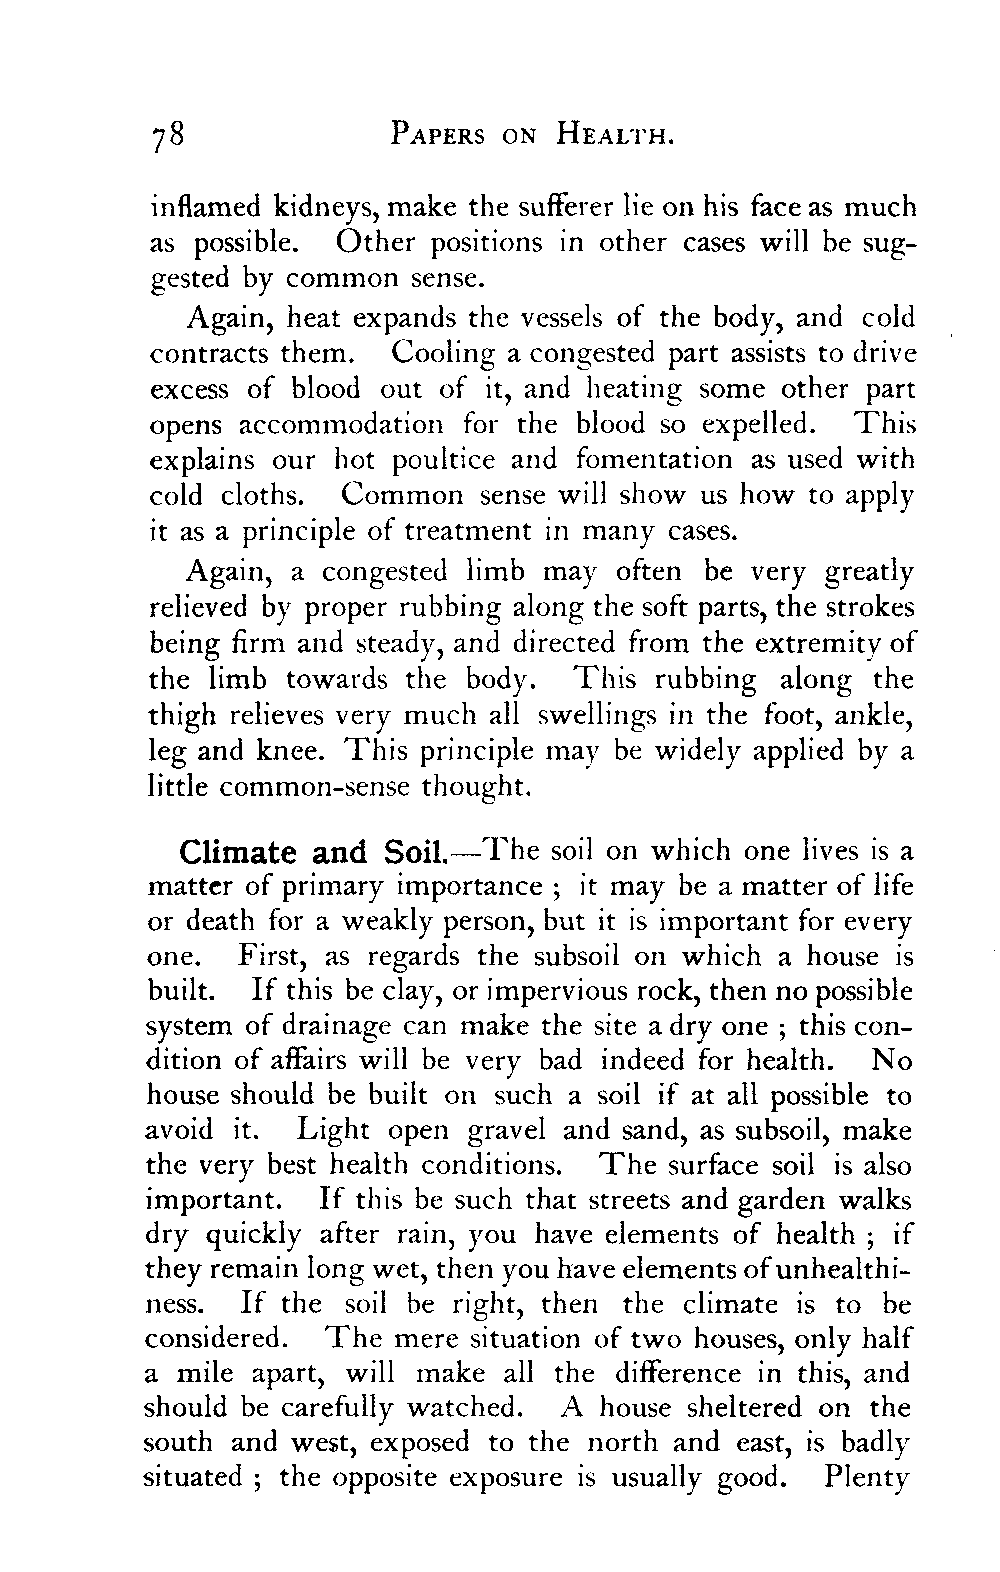 78 PAPERS ON HEALTH.
inflamed kidneys, make the sufferer lie on his face as much
as possible. Other positions in other cases will be sug-
gested by common sense.
Again, heat expands the vessels of the body, and cold
contracts them. Cooling a congested part assists to drive
excess of blood out of it, and heating some other part
opens accommodation for the blood so expelled. This
explains our hot poultice and fomentation as used with
cold cloths. Common sense will show us how to apply
it as a principle of treatment in many cases.
Again, a congested limb may often be very greatly
relieved by proper rubbing along the soft parts, the strokes
being firm and steady, and directed from the extremity of
the limb towards the body. This rubbing along the
thigh relieves very much all swellings in the foot, ankle,
leg and knee. This principle may be widely applied by a
little common-sense thought.
Climate and Soil.—The soil on which one lives is a
matter of primary importance ; it may be a matter of life
or death for a weakly person, but it is important for every
one. First, as regards the subsoil on which a house is
built. If this be clay, or impervious rock, then no possible
system of drainage can make the site a dry one ; this con-
dition of affairs will be very bad indeed for health. No
house should be built on such a soil if at all possible to
avoid it. Light open gravel and sand, as subsoil, make
the very best health conditions. The surface soil is also
important. If this be such that streets and garden walks
dry quickly after rain, you have elements of health ; if
they remain long wet, then you have elements of unhealthi-
ness. If the soil be right, then the climate is to be
considered. The mere situation of two houses, only half
a mile apart, will make all the difference in this, and
should be carefully watched. A house sheltered on the
south and west, exposed to the north and east, is badly
situated ; the opposite exposure is usually good. Plenty